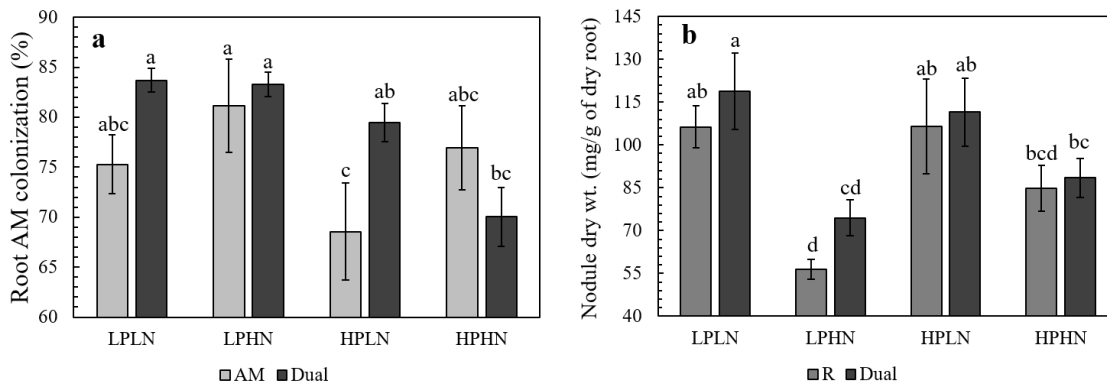 a
Root AM colonization (%)
90
85
80
75
70
65
60
abc
a
a
a
c
ab
abc
bc
LPLN LPHN HPLN HPHN
AM Dual
b
Nodule dry wt. (mg/g of dry root)
145
130
115
100
85
70
55
40
ab
a
d
cd
ab
ab
bcd
bc
LPLN LPHN HPLN HPHN
R Dual